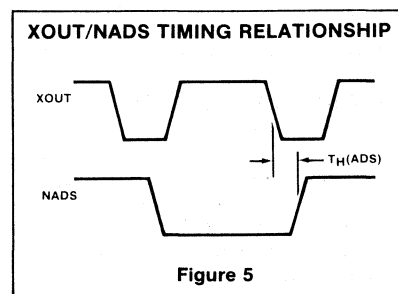 XOUT/NADS TIMING RELATIONSHIP
XOUT
TH(ADS)
NADS
Figure 5